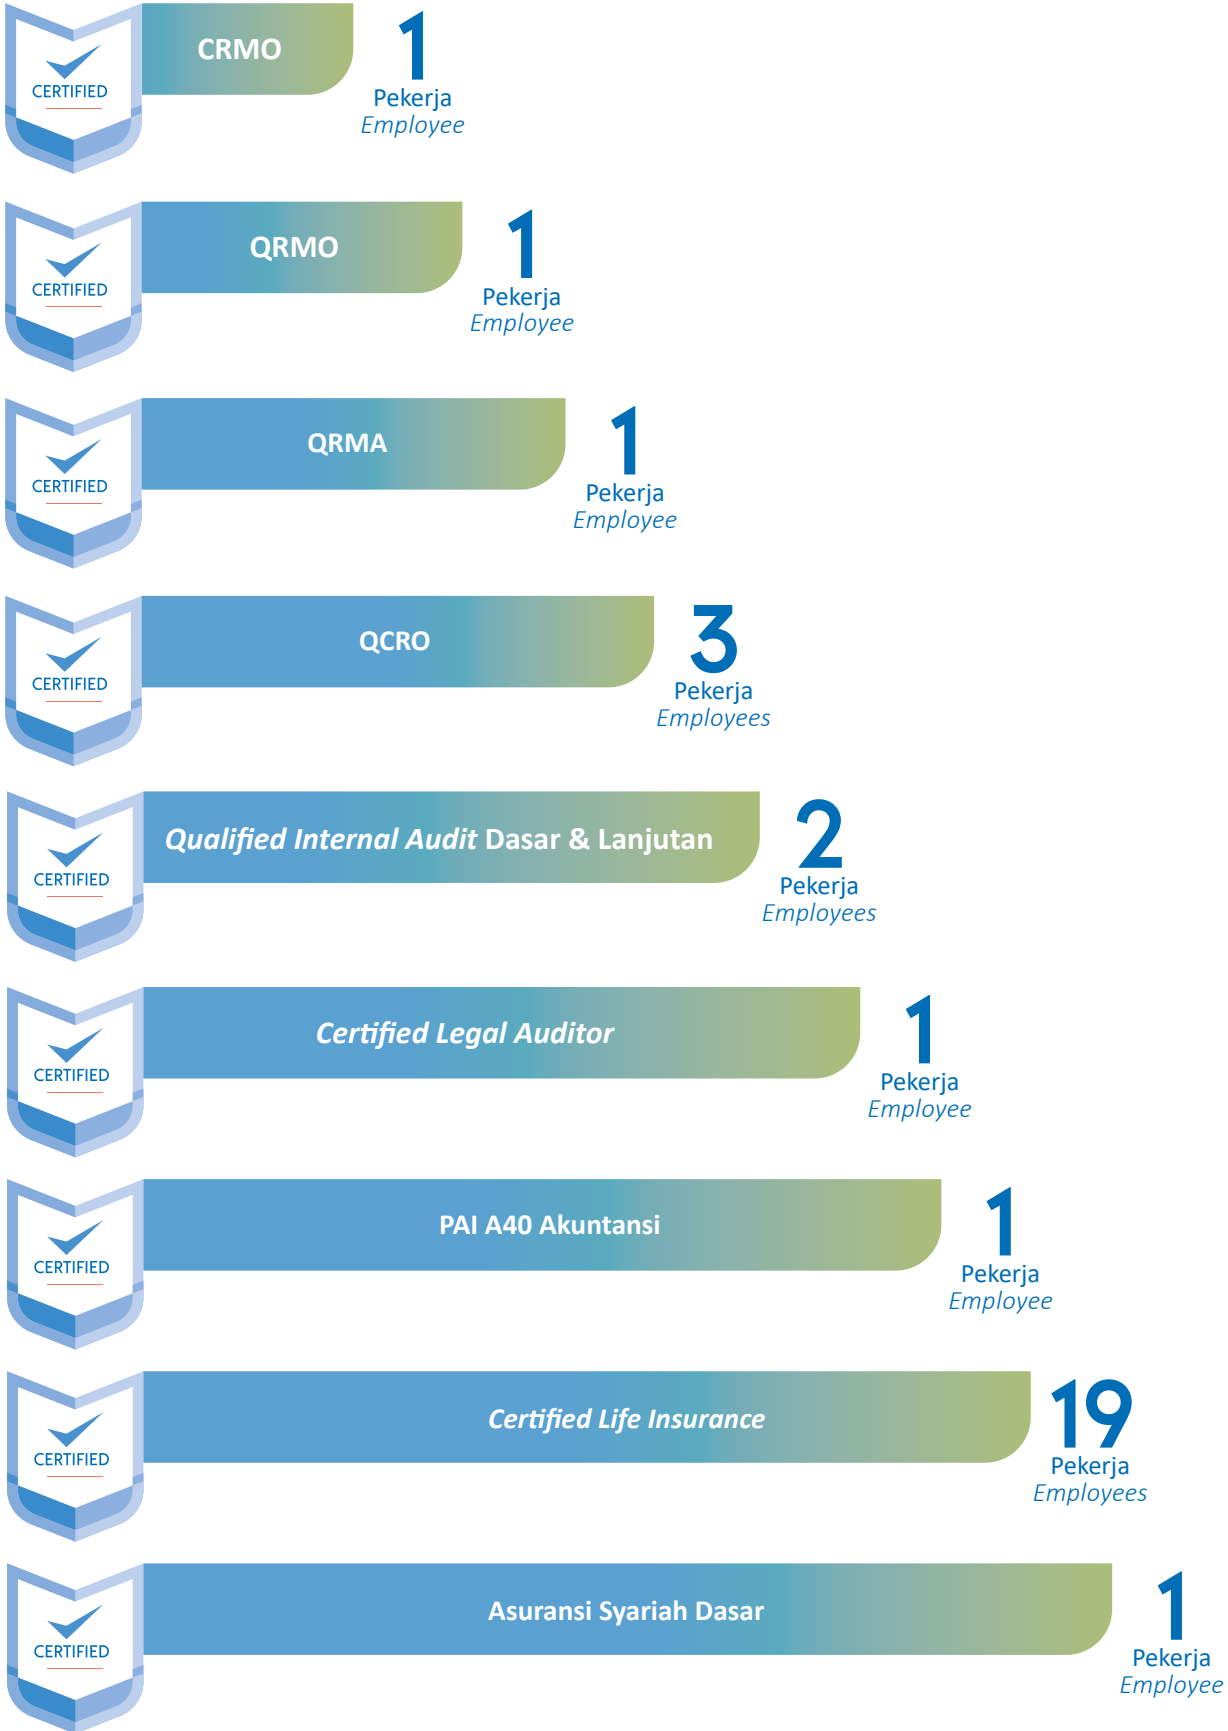 CERTIFIED
CRMO
1
Pekerja
Employee
CERTIFIED
QRMO
1
Pekerja
Employee
CERTIFIED
QRMA
1
Pekerja
Employee
CERTIFIED
QCRO
3
Pekerja
Employees
CERTIFIED
Qualified Internal Audit Dasar & Lanjutan
2
Pekerja
Employees
CERTIFIED
Certified Legal Auditor
1
Pekerja
Employee
CERTIFIED
PAI A40 Akuntansi
1
Pekerja
Employee
CERTIFIED
Certified Life Insurance
19
Pekerja
Employees
CERTIFIED
Asuransi Syariah Dasar
1
Pekerja
Employee